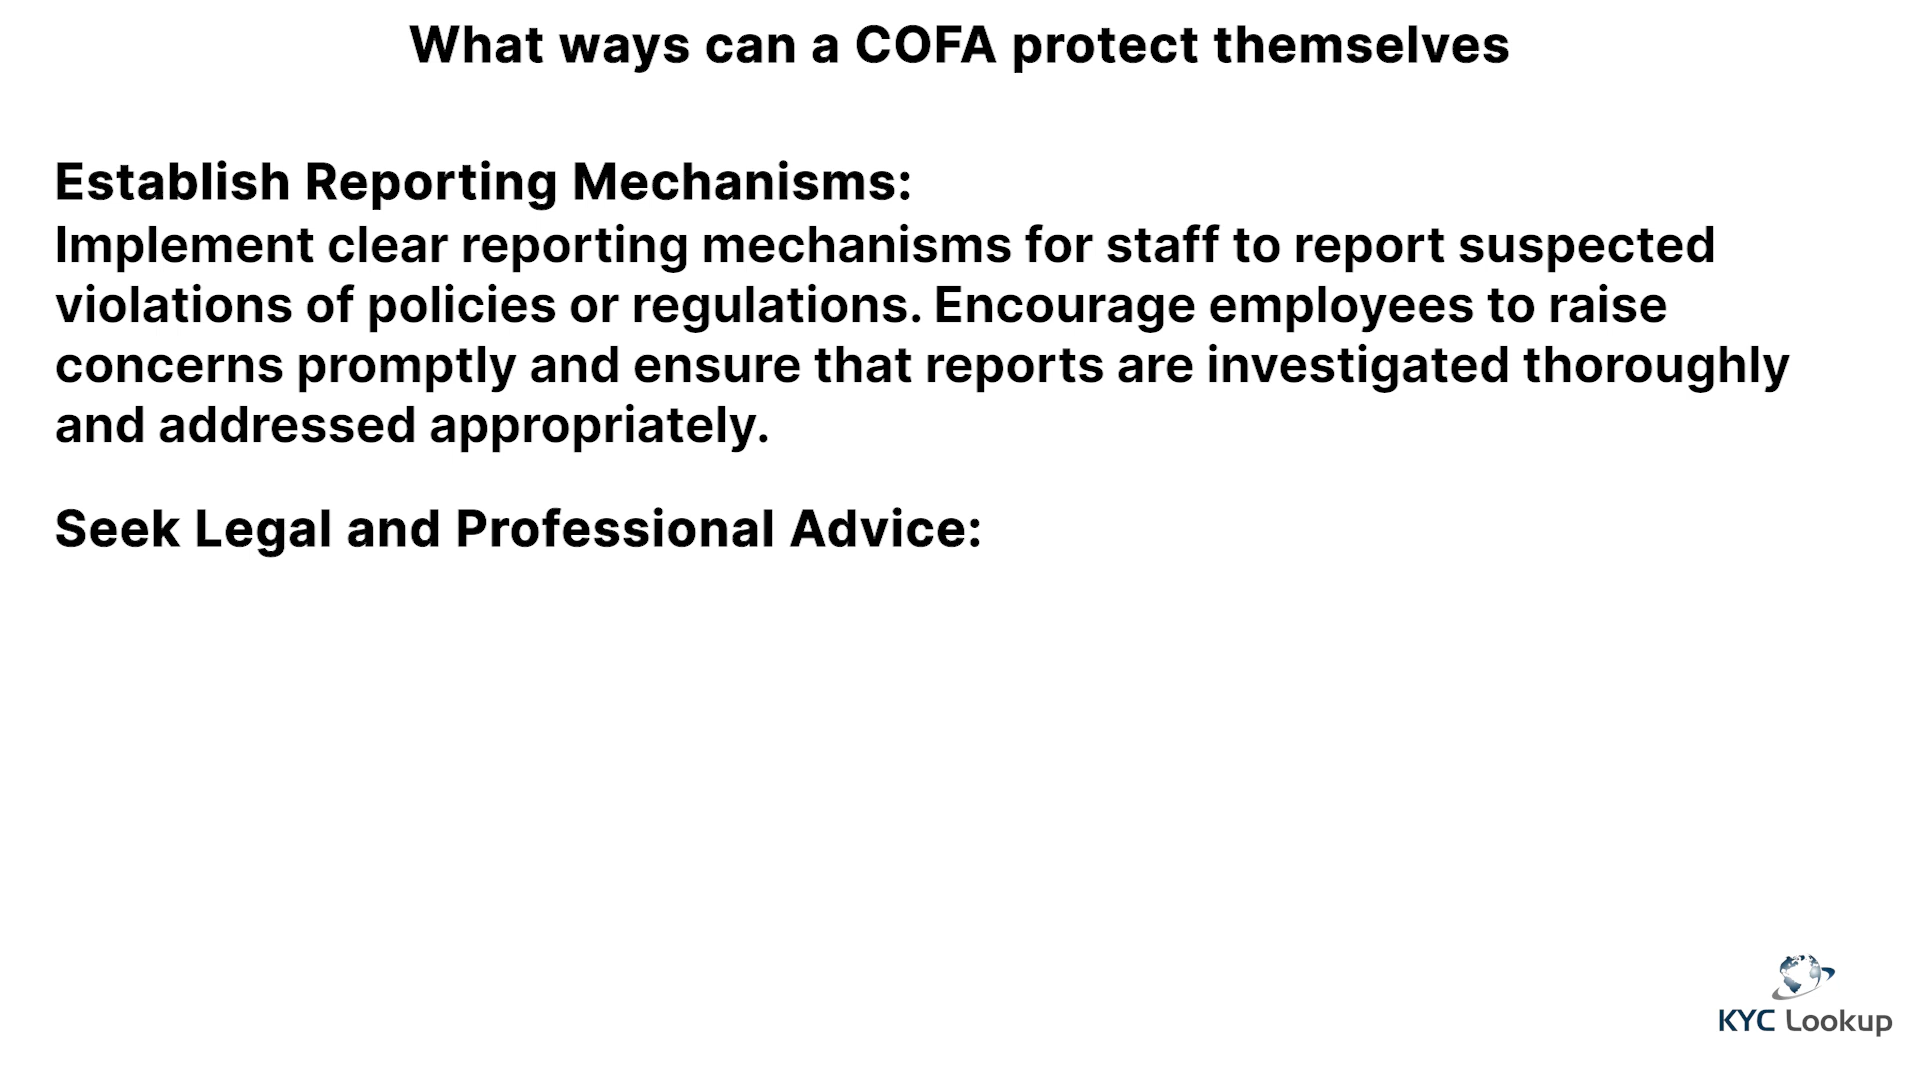 What ways can a COFA protect themselves
Establish Reporting Mechanisms:
Implement clear reporting mechanisms for staff to report suspected
violations of policies or regulations. Encourage employees to raise
concerns promptly and ensure that reports are investigated thoroughly
and addressed appropriately.
Seek Legal and Professional Advice:
KYC Lookup